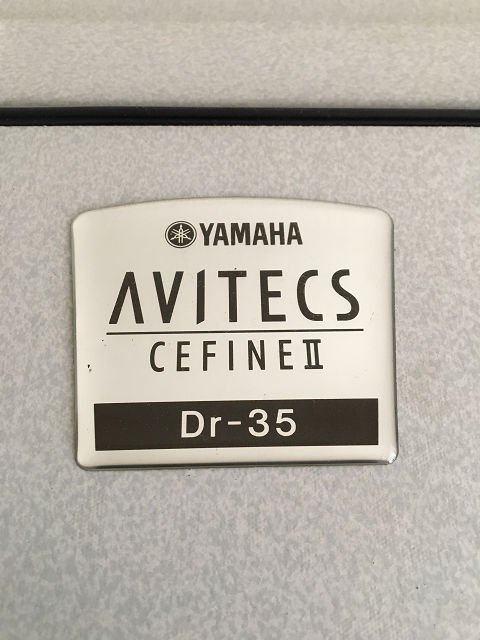 YAMAHA
AVITECS
CEFINE II
Dr-35